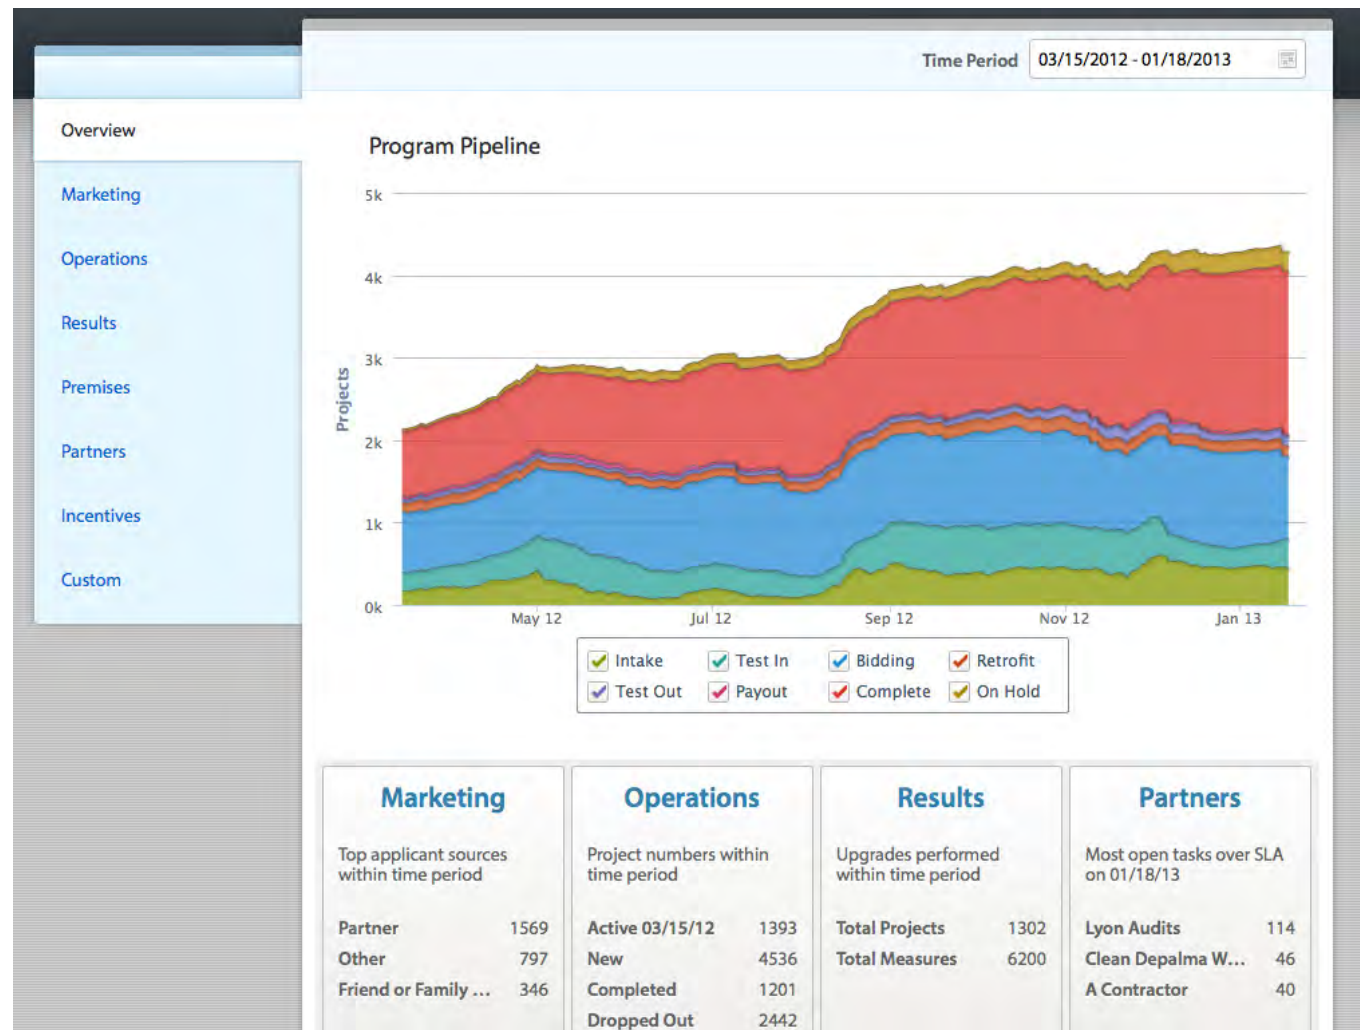 Time Period 03/15/2012 - 01/18/2013
Overview
Marketing
Operations
Results
Premises
Partners
Incentives
Custom
Program Pipeline
5k
4k
3k
2k
1k
0k
Projects
May 12 Jul 12 Sep 12 Nov 12 Jan 13
Intake Test In Bidding Retrofit
Test Out Payout Complete On Hold
Marketing
Top applicant sources
within time period
Partner 1569
Other 797
Friend or Family ... 346
Operations
Project numbers within
time period
Active 03/15/12 1393
New 4536
Completed 1201
Dropped Out 2442
Results
Upgrades performed
within time period
Total Projects 1302
Total Measures 6200
Partners
Most open tasks over SLA
on 01/18/13
Lyon Audits 114
Clean Depalma W... 46
A Contractor 40